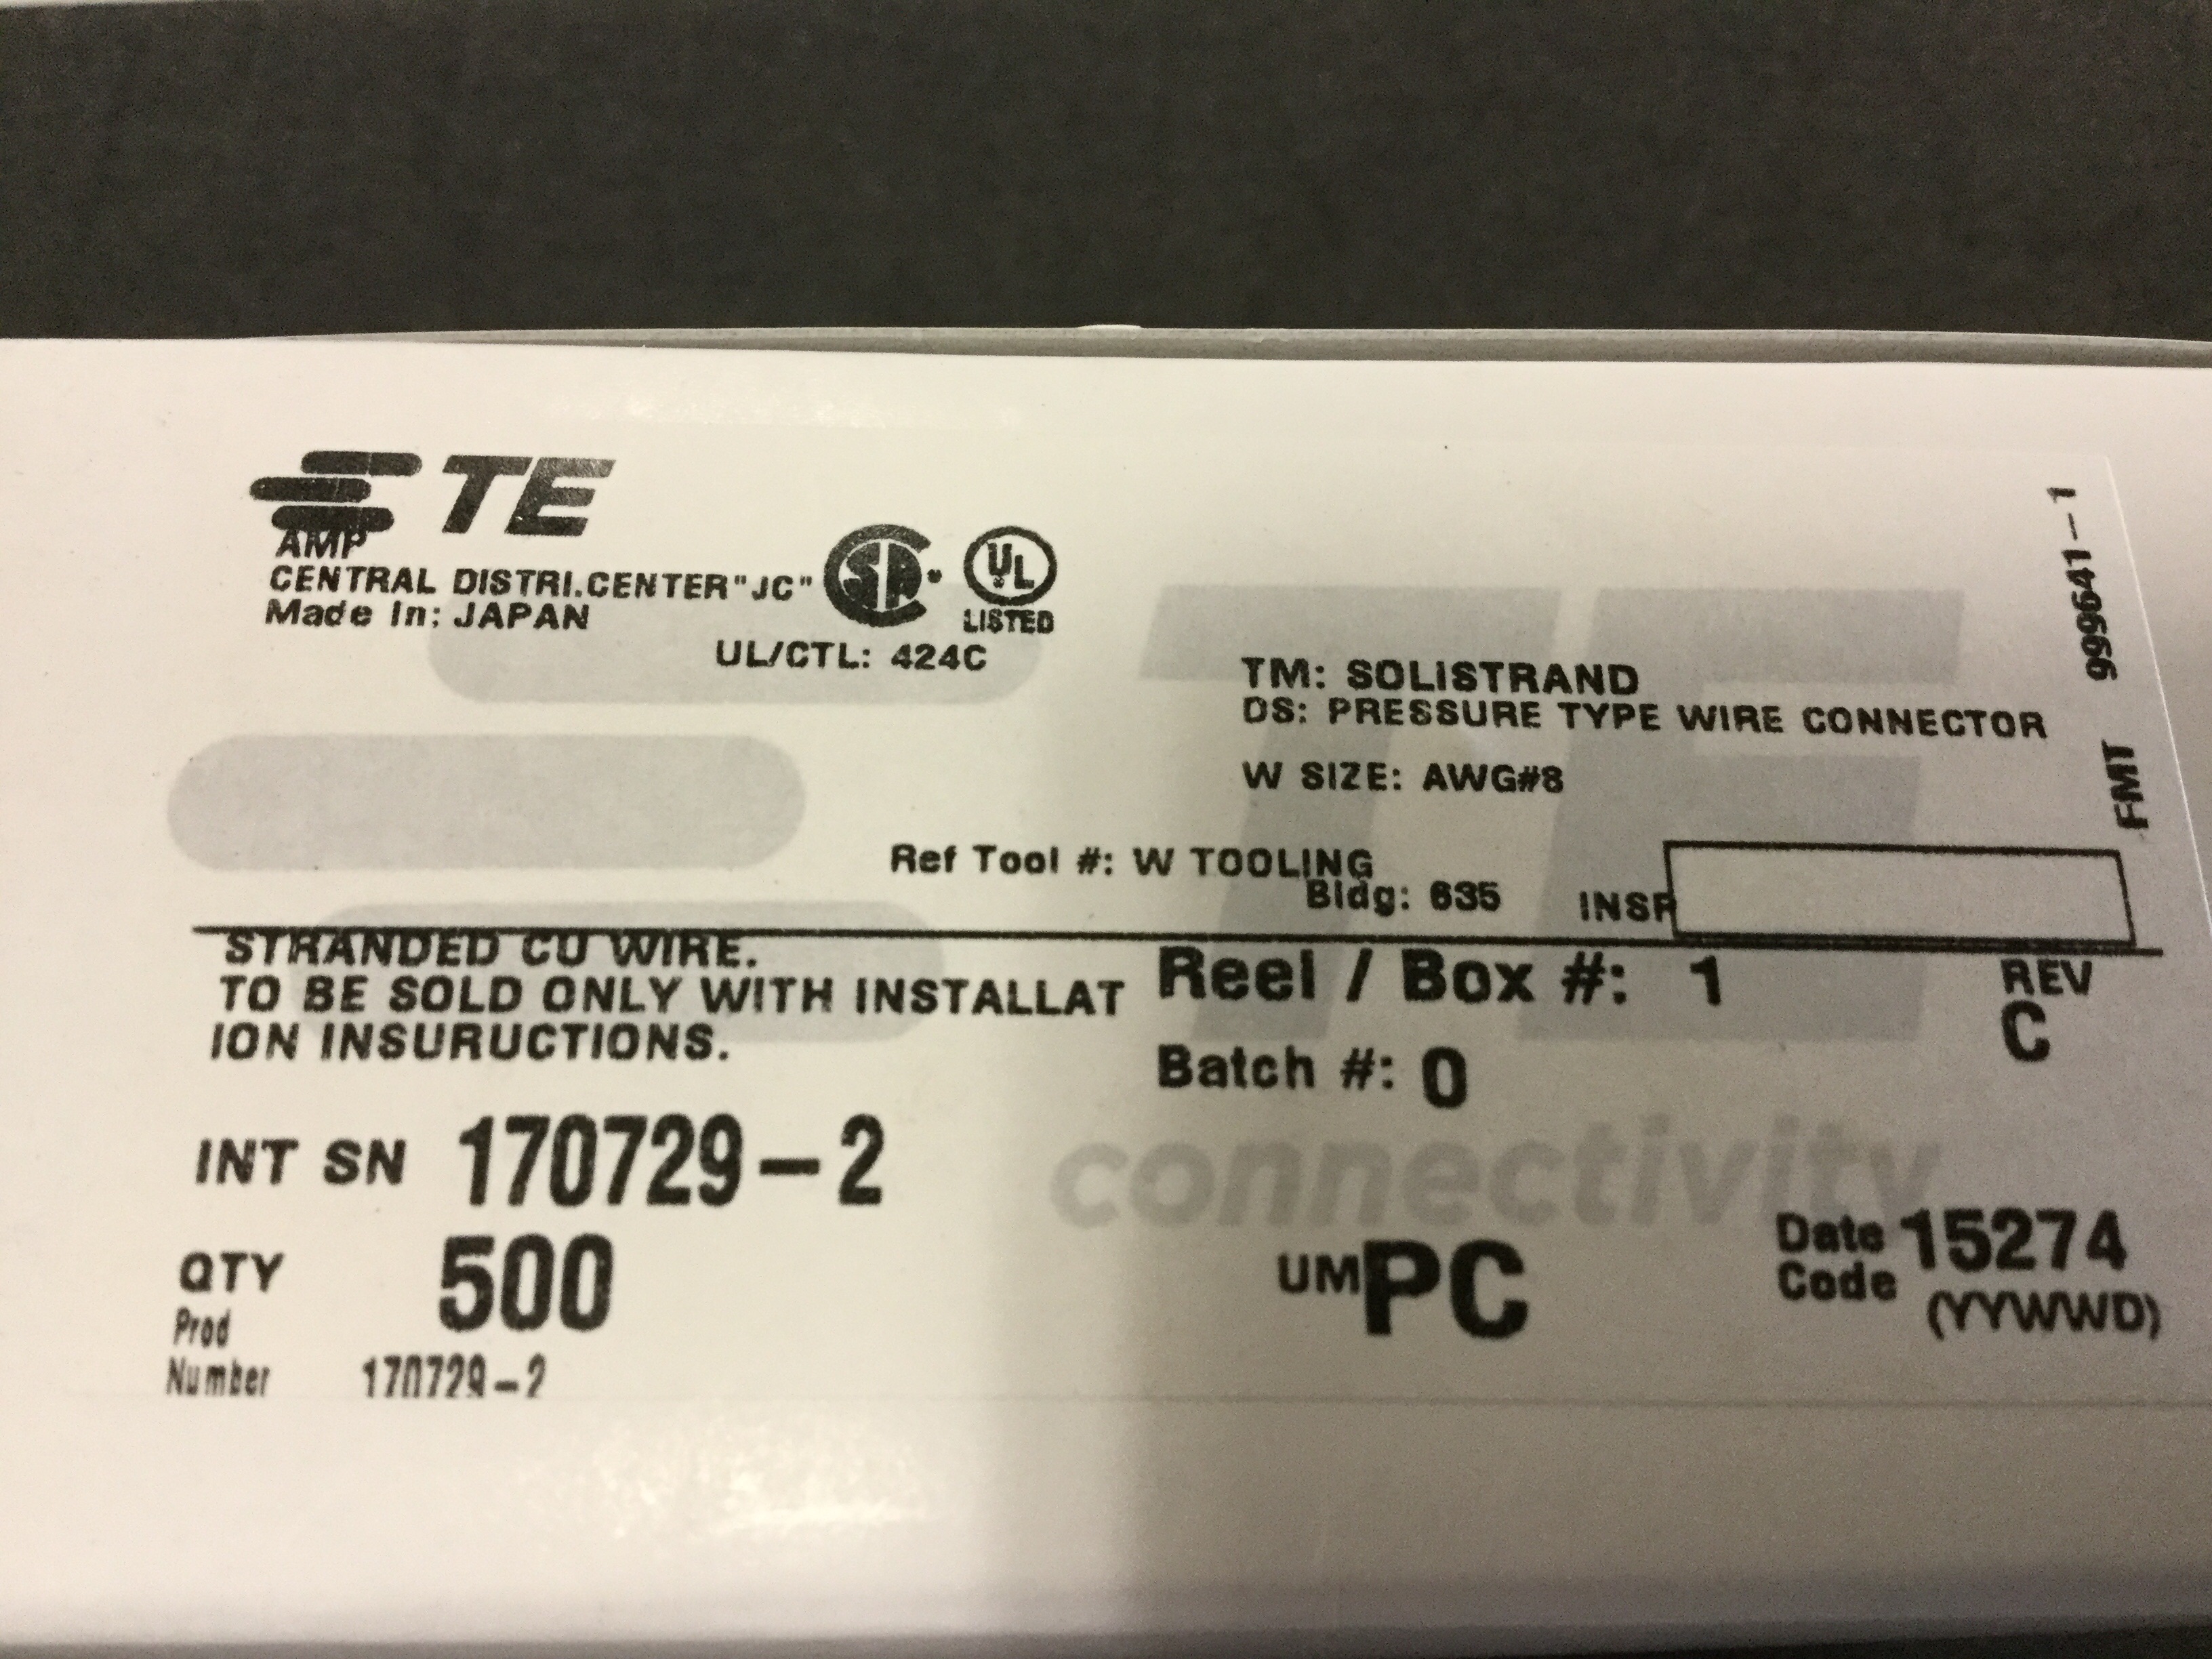 TE
AMP
CENTRAL DISTRI.CENTER"JC"
Made In: JAPAN
SA
UL
LISTED
UL/CTL: 424C
TM: SOLISTRAND
DS: PRESSURE TYPE WIRE CONNECTOR
W SIZE: AWG#8
FMT 999641-1
Ref Tool #: W TOOLING
Bldg: 635 INSP
STRANDED CU WIRE.
TO BE SOLD ONLY WITH INSTALLAT
ION INSURUCTIONS.
Reel / Box #: 1
REV
C
Batch #: 0
TE
connectivity
INT SN 170729-2
QTY 500
UM PC
Date Code 15274
(YYWWD)
Prod
Number 170729-2